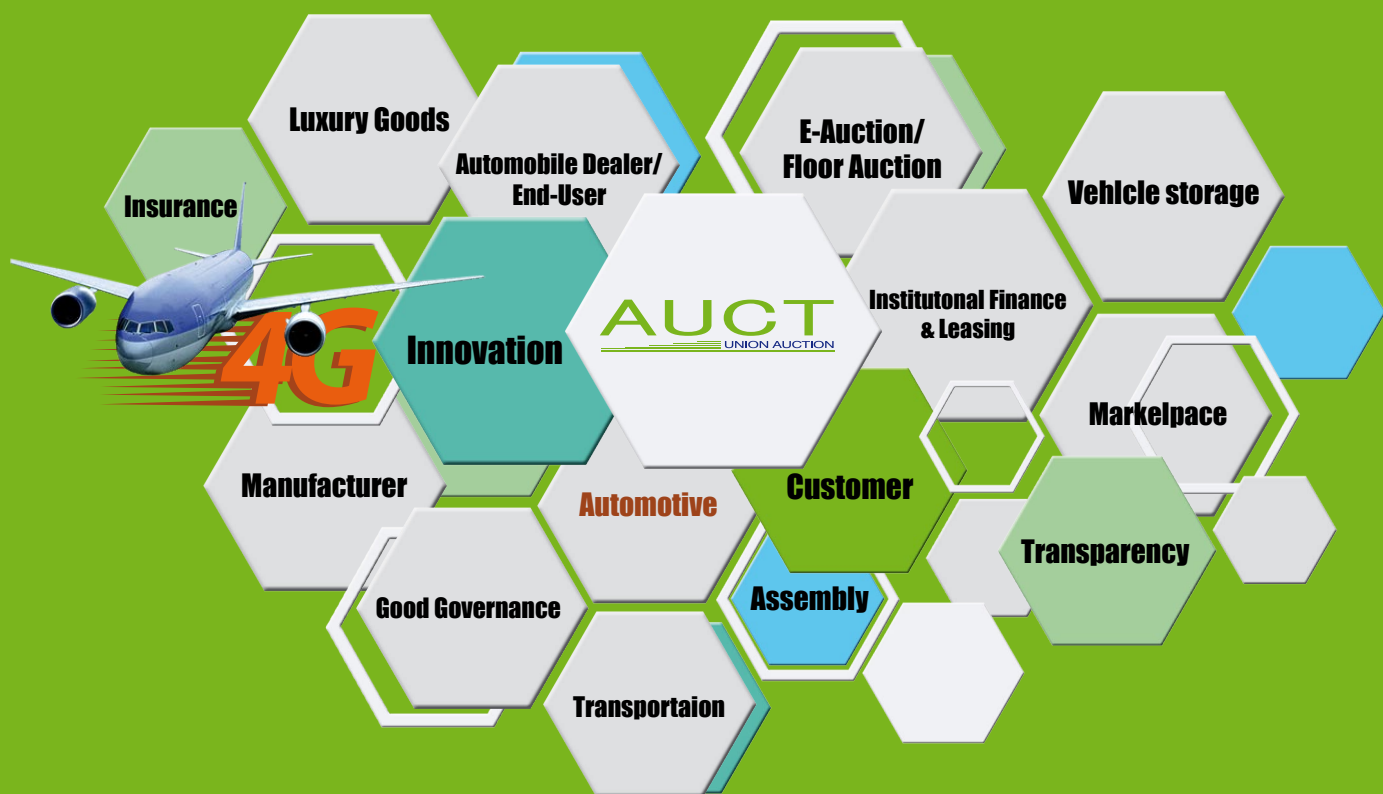 Luxury Goods
Automobile Dealer/
End-User
E-Auction/
Floor Auction
Vehlcle storage
Insurance
Innovation
4G
AUCT
UNION AUCTION
Institutonal Finance
& Leasing
Markelpace
Manufacturer
Automotive
Customer
Transparency
Good Governance
Assembly
Transportaion